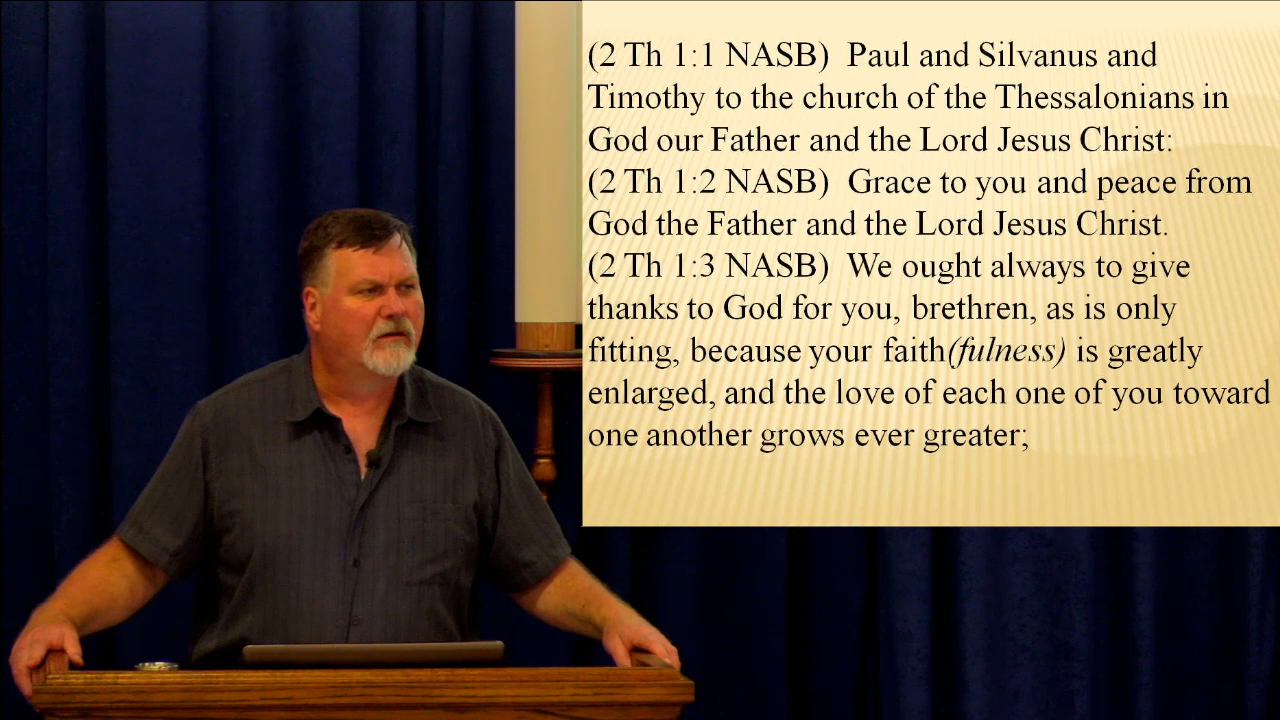 (2 Th 1:1 NASB)  Paul and Silvanus and
Timothy to the church of the Thessalonians in
God our Father and the Lord Jesus Christ:
(2 Th 1:2 NASB)  Grace to you and peace from
God the Father and the Lord Jesus Christ.
(2 Th 1:3 NASB)  We ought always to give
thanks to God for you, brethren, as is only
fitting, because your faith(fulness) is greatly
enlarged, and the love of each one of you toward
one another grows ever greater;